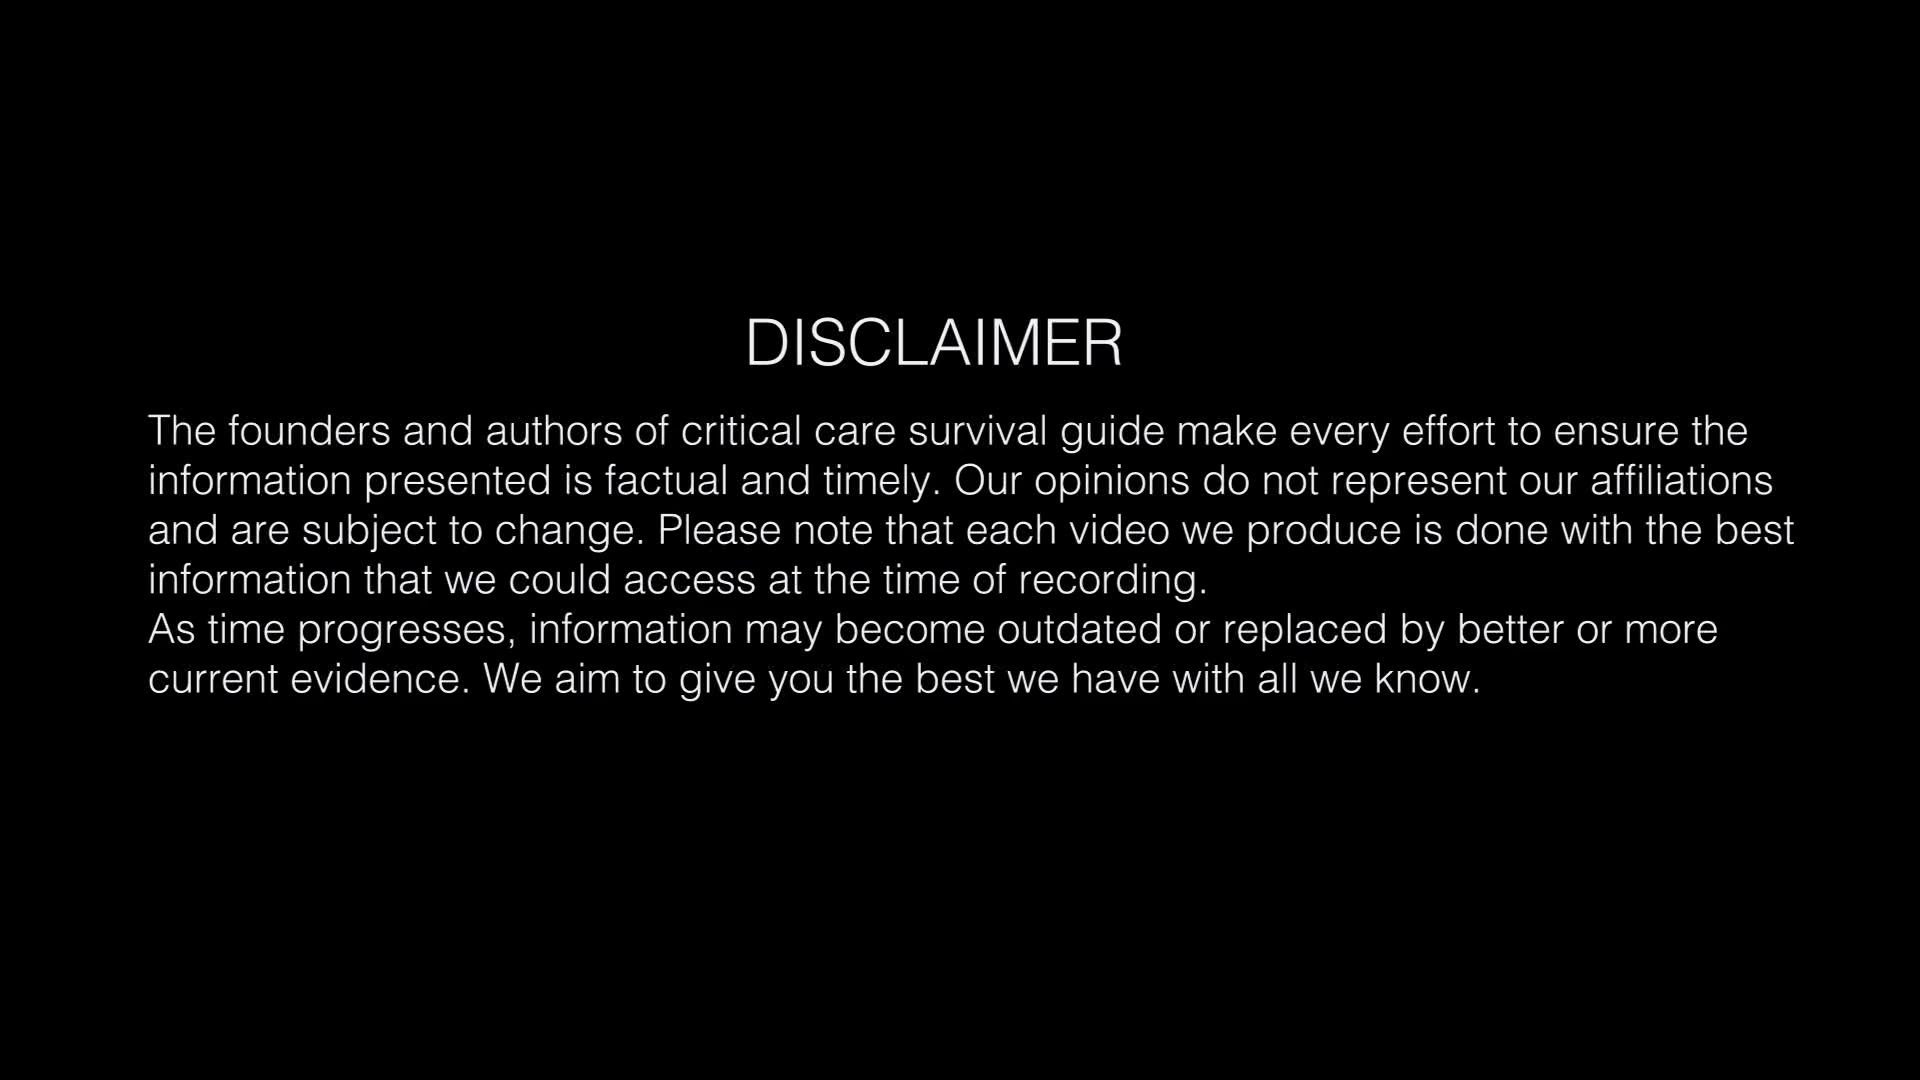 DISCLAIMER
The founders and authors of critical care survival guide make every effort to ensure the
information presented is factual and timely. Our opinions do not represent our affiliations
and are subject to change. Please note that each video we produce is done with the best
information that we could access at the time of recording.
As time progresses, information may become outdated or replaced by better or more
current evidence. We aim to give you the best we have with all we know.